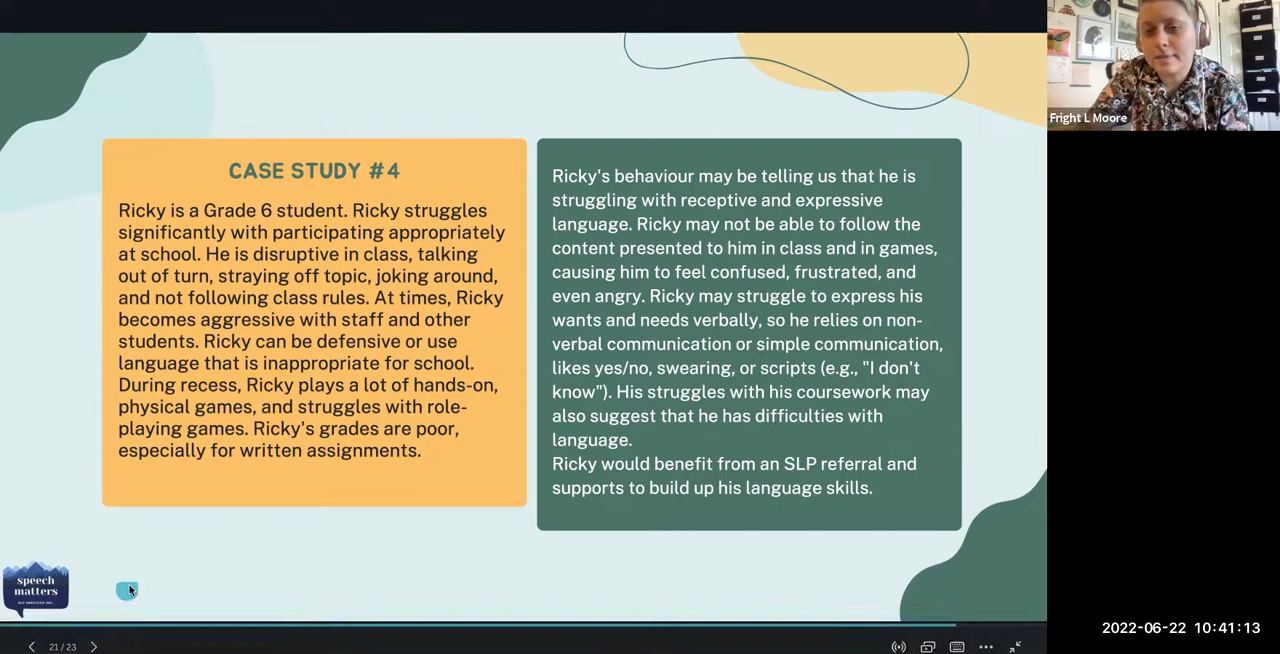 Fright L Moore
CASE STUDY #4
Ricky is a Grade 6 student. Ricky struggles
significantly with participating appropriately
at school. He is disruptive in class, talking
out of turn, straying off topic, joking around,
and not following class rules. At times, Ricky
becomes aggressive with staff and other
students. Ricky can be defensive or use
language that is inappropriate for school.
During recess, Ricky plays a lot of hands-on,
physical games, and struggles with role-
playing games. Ricky's grades are poor,
especially for written assignments.
Ricky's behaviour may be telling us that he is
struggling with receptive and expressive
language. Ricky may not be able to follow the
content presented to him in class and in games,
causing him to feel confused, frustrated, and
even angry. Ricky may struggle to express his
wants and needs verbally, so he relies on non-
verbal communication or simple communication,
likes yes/no, swearing, or scripts (e.g., "I don't
know"). His struggles with his coursework may
also suggest that he has difficulties with
language.
Ricky would benefit from an SLP referral and
supports to build up his language skills.
speech
matters
SLP SERVICES INC.
21 / 23
2022-06-22 10:41:13